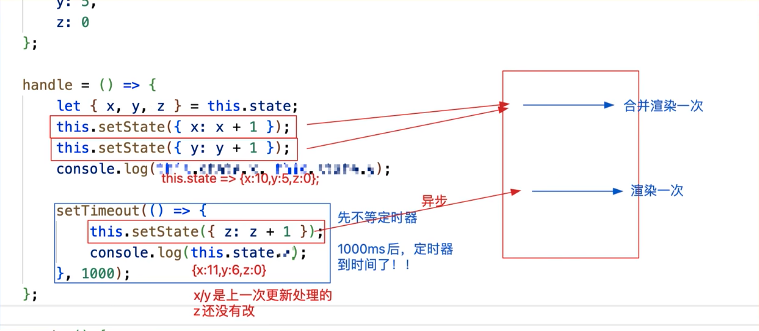 y: 5,
z: 0
};
handle = () => {
let { x, y, z } = this.state;
this.setState({ x: x + 1 });
合并渲染一次
this.setState({ y: y + 1 });
console.log( );
this.state => {x:10,y:5,z:0};
setTimeout(() => {
先不等定时器
异步
渲染一次
this.setState({ z: z + 1 });
console.log(this.state. );
1000ms后，定时器
到时间了！！
{x:11,y:6,z:0}
}, 1000);
};
x/y是上一次更新处理的
z还没有改